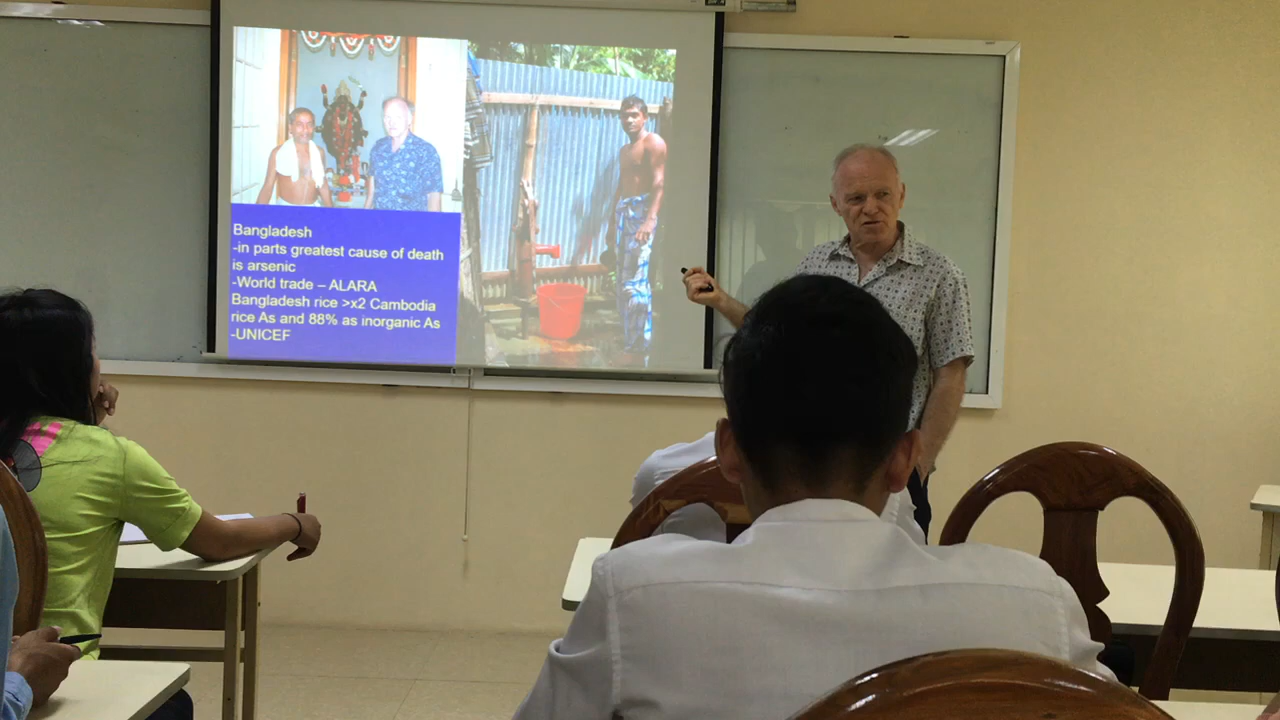 Bangladesh
-in parts greatest cause of death
is arsenic
-World trade – ALARA
Bangladesh rice >x2 Cambodia
rice As and 88% as inorganic As
-UNICEF